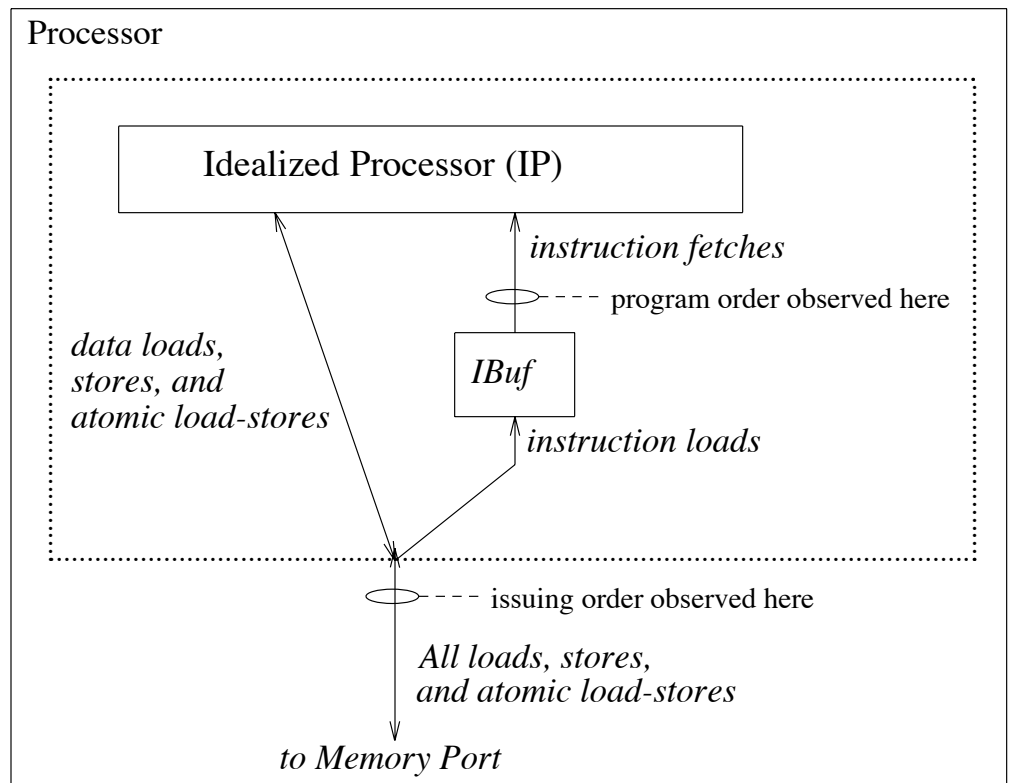 Processor
Idealized Processor (IP)
instruction fetches
program order observed here
data loads,
stores, and
atomic load-stores
IBuf
instruction loads
issuing order observed here
All loads, stores,
and atomic load-stores
to Memory Port